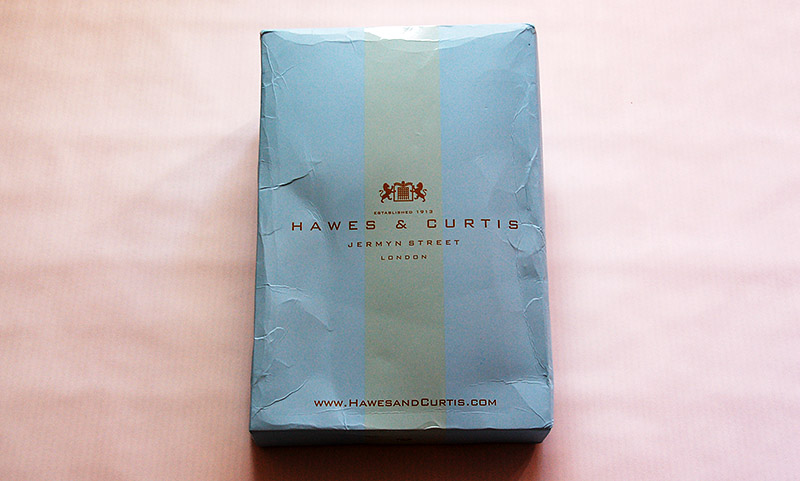 ESTABLISHED 1913
HAWES & CURTIS
JERMYN STREET
LONDON
WWW.HAWESANDCURTIS.COM